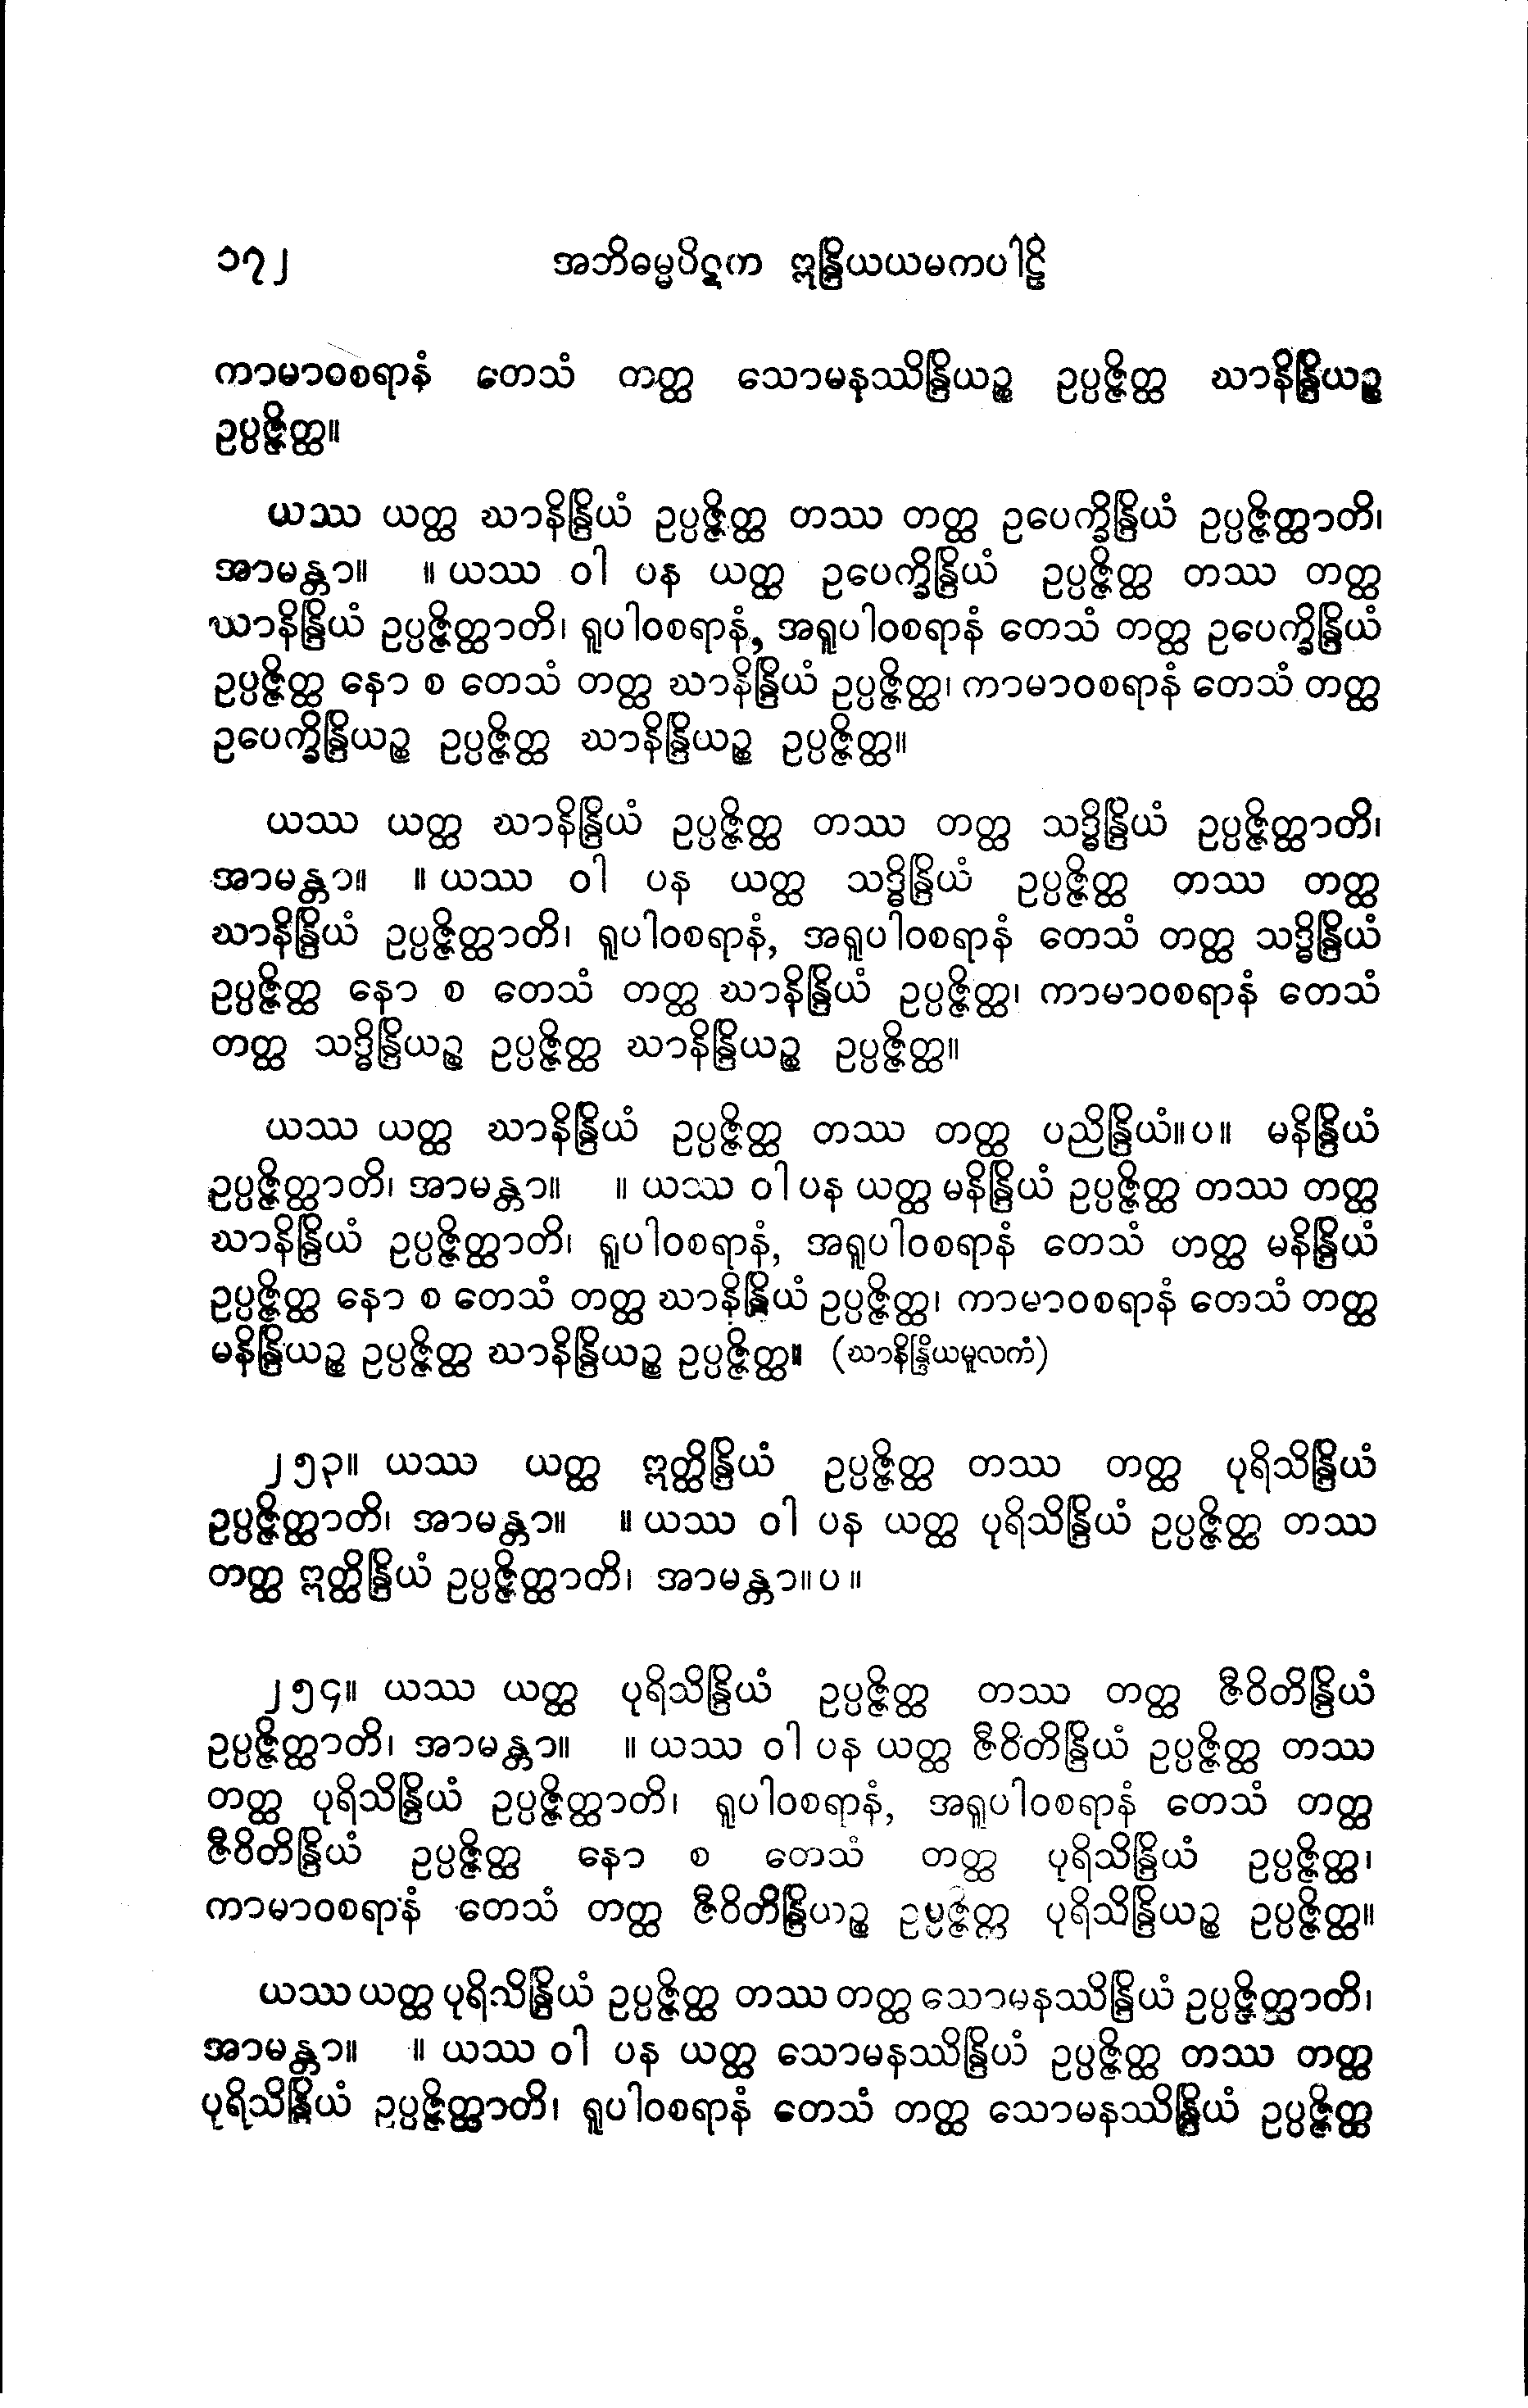 ၁၇၂ အဘိဓမ္မပိဋက ဣန္ဒြိယယမကပါဠိ
ကာမာဝစရာနံ တေသံ တတ္ထ သောမနဿိန္ဒြိယဉ္စ ဥပ္ပဇ္ဇိတ္ထ ဃာနိန္ဒြိယဉ္စ
ဥပ္ပဇ္ဇိတ္ထ။
ယဿ ယတ္ထ ဃာနိန္ဒြိယံ ဥပ္ပဇ္ဇိတ္ထ တဿ တတ္ထ ဥပေက္ခိန္ဒြိယံ ဥပ္ပဇ္ဇိတ္ထာတိ၊
အာမန္တာ။ ။ ယဿ ဝါ ပန ယတ္ထ ဥပေက္ခိန္ဒြိယံ ဥပ္ပဇ္ဇိတ္ထ တဿ တတ္ထ
ဃာနိန္ဒြိယံ ဥပ္ပဇ္ဇိတ္ထာတိ၊ ရူပါဝစရာနံ, အရူပါဝစရာနံ တေသံ တတ္ထ ဥပေက္ခိန္ဒြိယံ
ဥပ္ပဇ္ဇိတ္ထ နော စ တေသံ တတ္ထ ဃာနိန္ဒြိယံ ဥပ္ပဇ္ဇိတ္ထ၊ ကာမာဝစရာနံ တေသံ တတ္ထ
ဥပေက္ခိန္ဒြိယဉ္စ ဥပ္ပဇ္ဇိတ္ထ ဃာနိန္ဒြိယဉ္စ ဥပ္ပဇ္ဇိတ္ထ။
ယဿ ယတ္ထ ဃာနိန္ဒြိယံ ဥပ္ပဇ္ဇိတ္ထ တဿ တတ္ထ သဒ္ဓိန္ဒြိယံ ဥပ္ပဇ္ဇိတ္ထာတိ၊
အာမန္တာ။ ။ ယဿ ဝါ ပန ယတ္ထ သဒ္ဓိန္ဒြိယံ ဥပ္ပဇ္ဇိတ္ထ တဿ တတ္ထ
ဃာနိန္ဒြိယံ ဥပ္ပဇ္ဇိတ္ထာတိ၊ ရူပါဝစရာနံ, အရူပါဝစရာနံ တေသံ တတ္ထ သဒ္ဓိန္ဒြိယံ
ဥပ္ပဇ္ဇိတ္ထ နော စ တေသံ တတ္ထ ဃာနိန္ဒြိယံ ဥပ္ပဇ္ဇိတ္ထ၊ ကာမာဝစရာနံ တေသံ
တတ္ထ သဒ္ဓိန္ဒြိယဉ္စ ဥပ္ပဇ္ဇိတ္ထ ဃာနိန္ဒြိယဉ္စ ဥပ္ပဇ္ဇိတ္ထ။
ယဿ ယတ္ထ ဃာနိန္ဒြိယံ ဥပ္ပဇ္ဇိတ္ထ တဿ တတ္ထ ပညိန္ဒြိယံ။ပ။ မနိန္ဒြိယံ
ဥပ္ပဇ္ဇိတ္ထာတိ၊ အာမန္တာ။ ။ ယဿ ဝါ ပန ယတ္ထ မနိန္ဒြိယံ ဥပ္ပဇ္ဇိတ္ထ တဿ တတ္ထ
ဃာနိန္ဒြိယံ ဥပ္ပဇ္ဇိတ္ထာတိ၊ ရူပါဝစရာနံ, အရူပါဝစရာနံ တေသံ တတ္ထ မနိန္ဒြိယံ
ဥပ္ပဇ္ဇိတ္ထ နော စ တေသံ တတ္ထ ဃာနိန္ဒြိယံ ဥပ္ပဇ္ဇိတ္ထ၊ ကာမာဝစရာနံ တေသံ တတ္ထ
မနိန္ဒြိယဉ္စ ဥပ္ပဇ္ဇိတ္ထ ဃာနိန္ဒြိယဉ္စ ဥပ္ပဇ္ဇိတ္ထ။ (ဃာနိန္ဒြိယမူလကံ)
၂၅၃။ ယဿ ယတ္ထ ဣတ္ထိန္ဒြိယံ ဥပ္ပဇ္ဇိတ္ထ တဿ တတ္ထ ပုရိသိန္ဒြိယံ
ဥပ္ပဇ္ဇိတ္ထာတိ၊ အာမန္တာ။ ။ ယဿ ဝါ ပန ယတ္ထ ပုရိသိန္ဒြိယံ ဥပ္ပဇ္ဇိတ္ထ တဿ
တတ္ထ ဣတ္ထိန္ဒြိယံ ဥပ္ပဇ္ဇိတ္ထာတိ၊ အာမန္တာ။ပ။
၂၅၄။ ယဿ ယတ္ထ ပုရိသိန္ဒြိယံ ဥပ္ပဇ္ဇိတ္ထ တဿ တတ္ထ ဇီဝိတိန္ဒြိယံ
ဥပ္ပဇ္ဇိတ္ထာတိ၊ အာမန္တာ။ ။ ယဿ ဝါ ပန ယတ္ထ ဇီဝိတိန္ဒြိယံ ဥပ္ပဇ္ဇိတ္ထ တဿ
တတ္ထ ပုရိသိန္ဒြိယံ ဥပ္ပဇ္ဇိတ္ထာတိ၊ ရူပါဝစရာနံ, အရူပါဝစရာနံ တေသံ တတ္ထ
ဇီဝိတိန္ဒြိယံ ဥပ္ပဇ္ဇိတ္ထ နော စ တေသံ တတ္ထ ပုရိသိန္ဒြိယံ ဥပ္ပဇ္ဇိတ္ထ၊
ကာမာဝစရာနံ တေသံ တတ္ထ ဇီဝိတိန္ဒြိယဉ္စ ဥပ္ပဇ္ဇိတ္ထ ပုရိသိန္ဒြိယဉ္စ ဥပ္ပဇ္ဇိတ္ထ။
ယဿ ယတ္ထ ပုရိသိန္ဒြိယံ ဥပ္ပဇ္ဇိတ္ထ တဿ တတ္ထ သောမနဿိန္ဒြိယံ ဥပ္ပဇ္ဇိတ္ထာတိ၊
အာမန္တာ။ ။ ယဿ ဝါ ပန ယတ္ထ သောမနဿိန္ဒြိယံ ဥပ္ပဇ္ဇိတ္ထ တဿ တတ္ထ
ပုရိသိန္ဒြိယံ ဥပ္ပဇ္ဇိတ္ထာတိ၊ ရူပါဝစရာနံ တေသံ တတ္ထ သောမနဿိန္ဒြိယံ ဥပ္ပဇ္ဇိတ္ထ